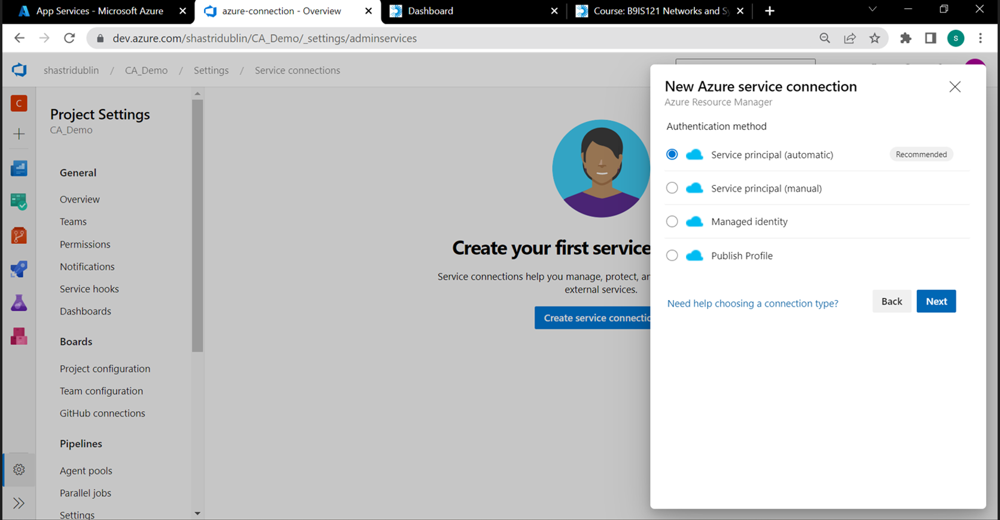 App Services - Microsoft Azure
azure-connection - Overview
Dashboard
Course: B9IS121 Networks and Sy
dev.azure.com/shastridublin/CA_Demo/_settings/adminservices
s
shastridublin / CA_Demo / Settings / Service connections
C
Project Settings
CA_Demo
General
Overview
Teams
Permissions
Notifications
Service hooks
Dashboards
Boards
Project configuration
Team configuration
GitHub connections
Pipelines
Agent pools
Parallel jobs
Settings
Create your first service
Service connections help you manage, protect, an
external services.
Create service connectio
New Azure service connection
Azure Resource Manager
Authentication method
Service principal (automatic) Recommended
Service principal (manual)
Managed identity
Publish Profile
Need help choosing a connection type? Back Next